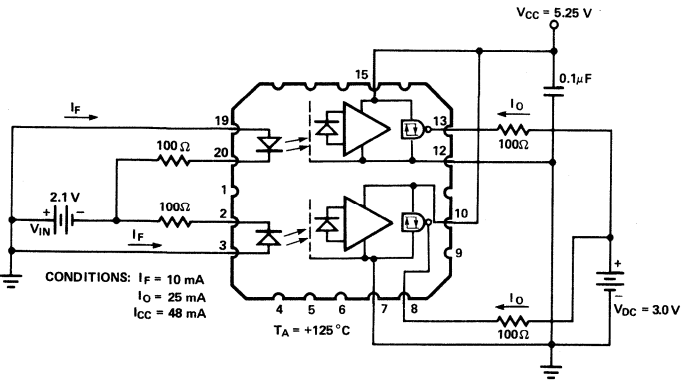 V_CC = 5.25 V
15
0.1µF
I_F
19
13
I_O
100 Ω
20
12
100Ω
1
2.1 V
+
−
V_IN
100Ω
2
10
I_F
3
9
+
−
V_DC = 3.0 V
CONDITIONS: I_F = 10 mA
I_O = 25 mA
I_CC = 48 mA
4
5
6
7
8
I_O
100Ω
T_A = +125°C